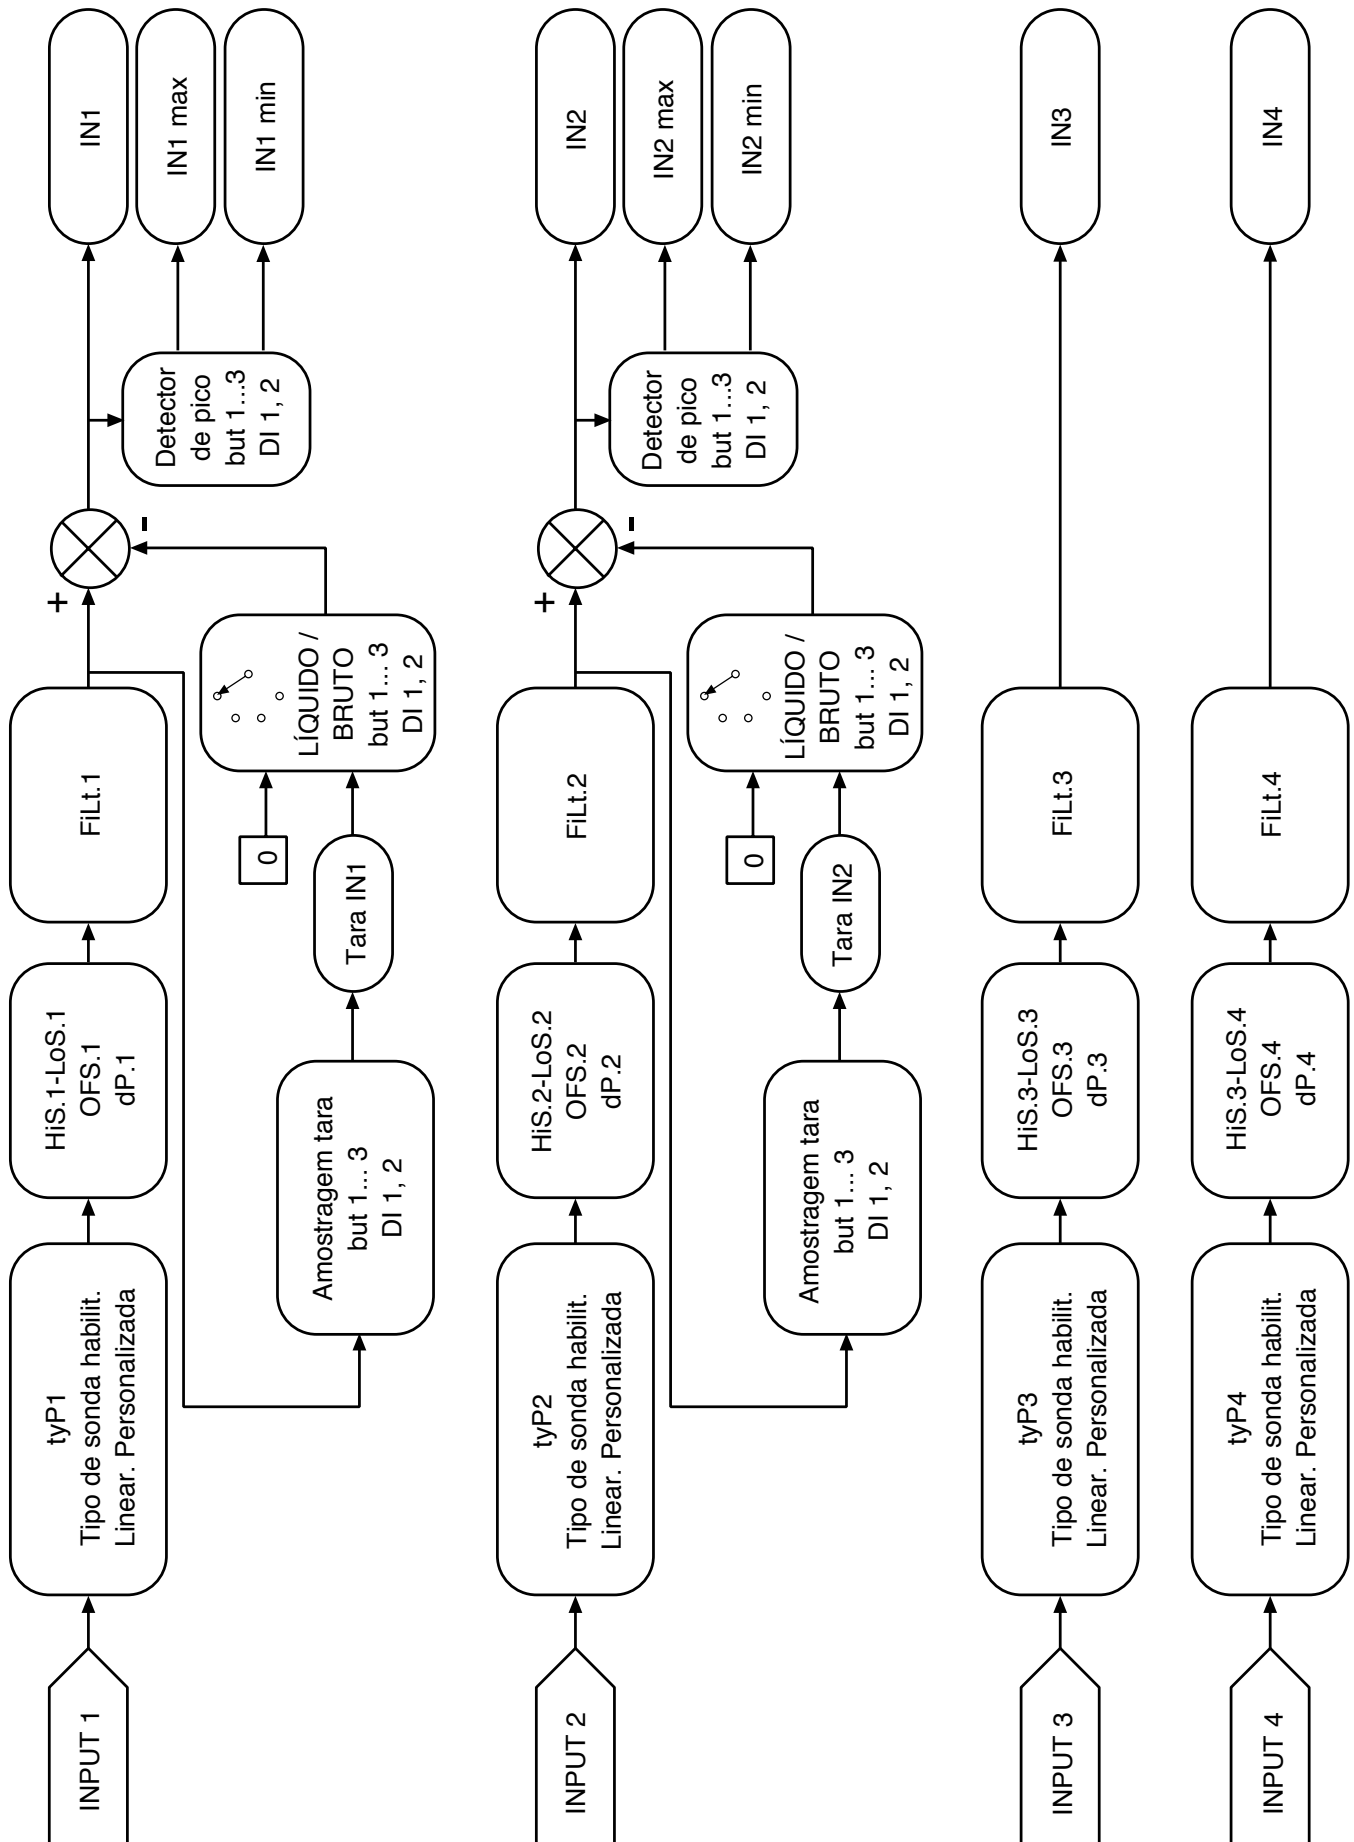 INPUT 1
tyP1
Tipo de sonda habilit.
Linear. Personalizada
HiS.1-LoS.1
OFS.1
dP.1
FiLt.1
+
-
Amostragem tara
but 1... 3
DI 1, 2
Tara IN1
0
LÍQUIDO /
BRUTO
but 1... 3
DI 1, 2
Detector
de pico
but 1...3
DI 1, 2
IN1
IN1 max
IN1 min
INPUT 2
tyP2
Tipo de sonda habilit.
Linear. Personalizada
HiS.2-LoS.2
OFS.2
dP.2
FiLt.2
+
-
Amostragem tara
but 1... 3
DI 1, 2
Tara IN2
0
LÍQUIDO /
BRUTO
but 1... 3
DI 1, 2
Detector
de pico
but 1...3
DI 1, 2
IN2
IN2 max
IN2 min
INPUT 3
tyP3
Tipo de sonda habilit.
Linear. Personalizada
HiS.3-LoS.3
OFS.3
dP.3
FiLt.3
IN3
INPUT 4
tyP4
Tipo de sonda habilit.
Linear. Personalizada
HiS.3-LoS.4
OFS.4
dP.4
FiLt.4
IN4